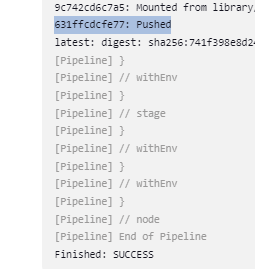 9c742cd6c7a5: Mounted from library/
631ffcdcfe77: Pushed
latest: digest: sha256:741f398e8d24
[Pipeline] }
[Pipeline] // withEnv
[Pipeline] }
[Pipeline] // stage
[Pipeline] }
[Pipeline] // withEnv
[Pipeline] }
[Pipeline] // withEnv
[Pipeline] }
[Pipeline] // node
[Pipeline] End of Pipeline
Finished: SUCCESS